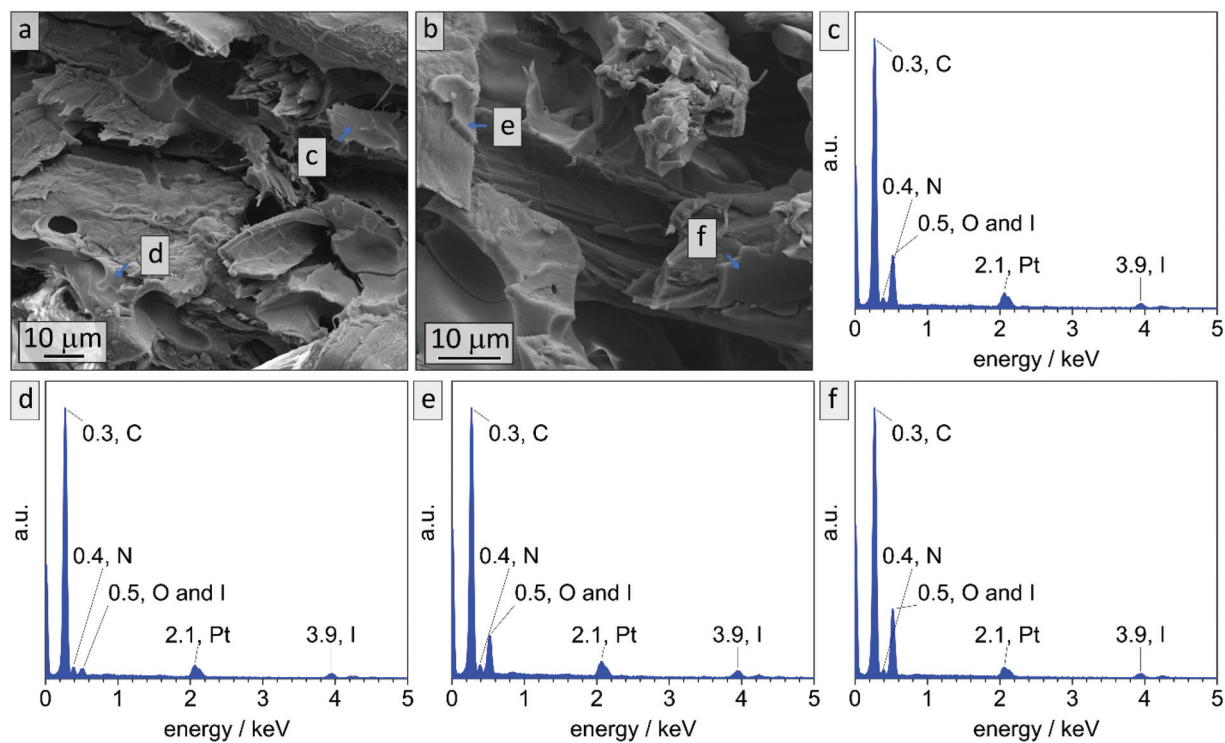 a
c
d
10 µm
b
e
f
10 µm
c
a.u.
0.3, C
0.4, N
0.5, O and I
2.1, Pt
3.9, I
0 1 2 3 4 5
energy / keV
d
a.u.
0.3, C
0.4, N
0.5, O and I
2.1, Pt
3.9, I
0 1 2 3 4 5
energy / keV
e
a.u.
0.3, C
0.4, N
0.5, O and I
2.1, Pt
3.9, I
0 1 2 3 4 5
energy / keV
f
a.u.
0.3, C
0.4, N
0.5, O and I
2.1, Pt
3.9, I
0 1 2 3 4 5
energy / keV